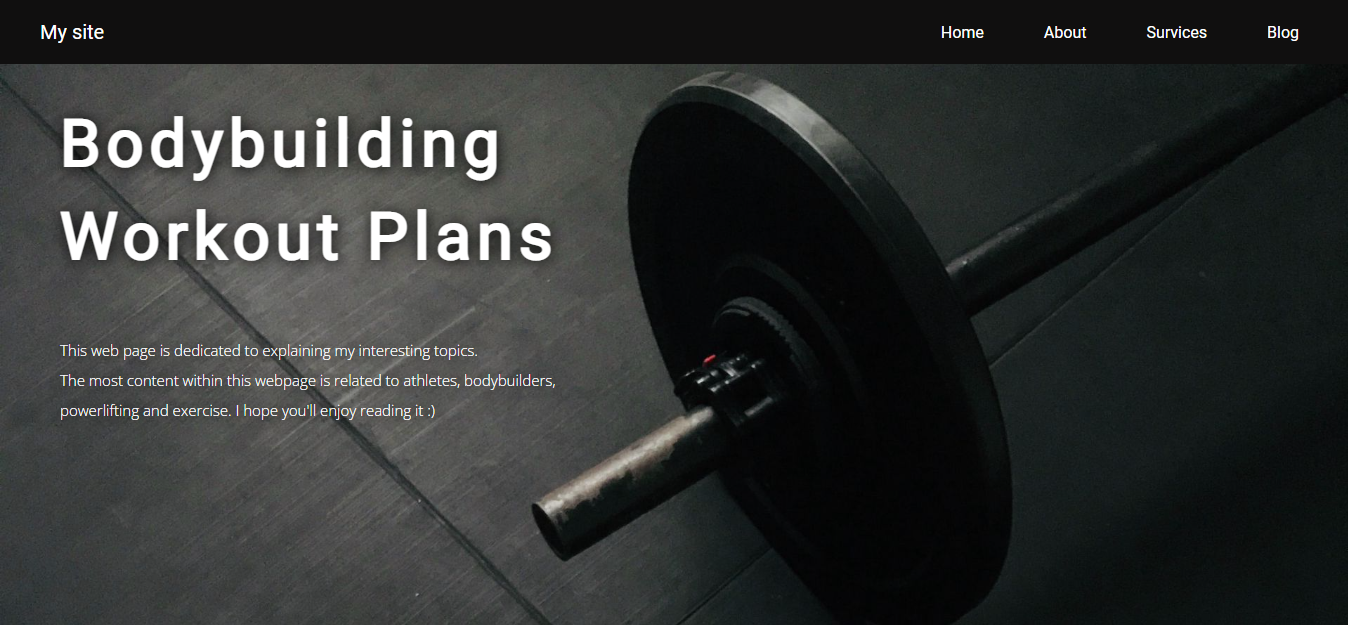 My site
Home About Survices Blog
Bodybuilding
Workout Plans
This web page is dedicated to explaining my interesting topics.
The most content within this webpage is related to athletes, bodybuilders,
powerlifting and exercise. I hope you'll enjoy reading it :)